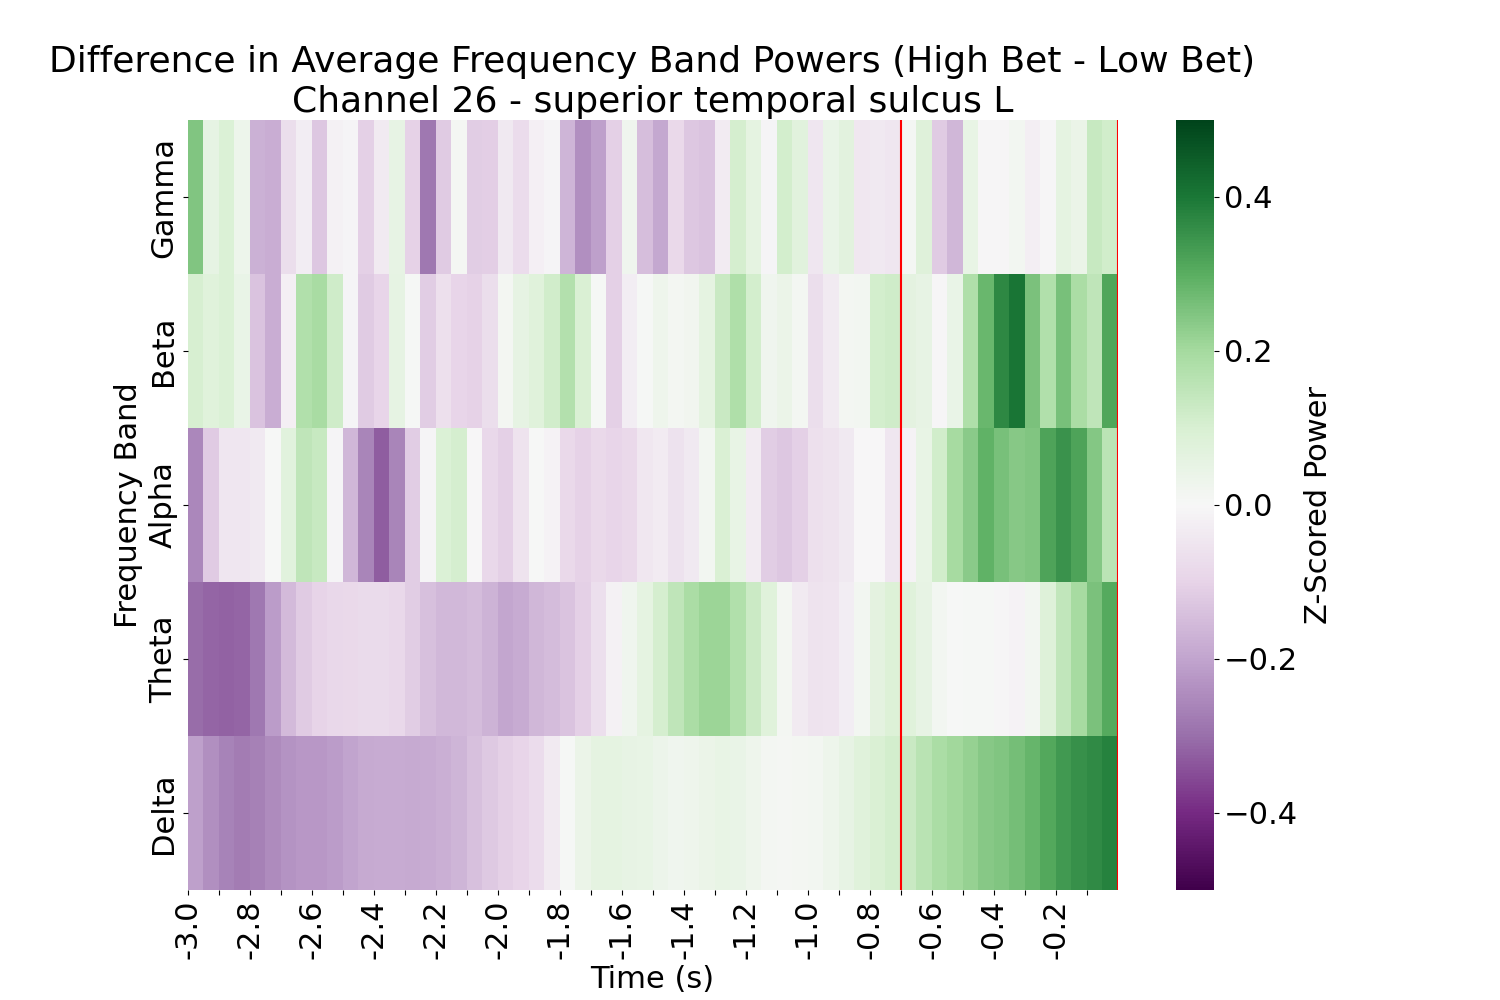 Difference in Average Frequency Band Powers (High Bet - Low Bet)
Channel 26 - superior temporal sulcus L
Frequency Band
Gamma
Beta
Alpha
Theta
Delta
-3.0
-2.8
-2.6
-2.4
-2.2
-2.0
-1.8
-1.6
-1.4
-1.2
-1.0
-0.8
-0.6
-0.4
-0.2
Time (s)
0.4
0.2
0.0
−0.2
−0.4
Z-Scored Power